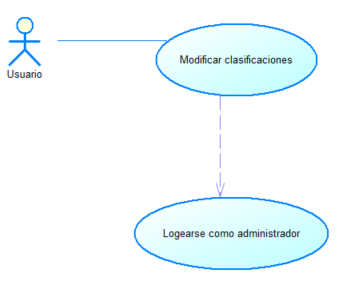 Modificar clasificaciones
Usuario
Logearse como administrador